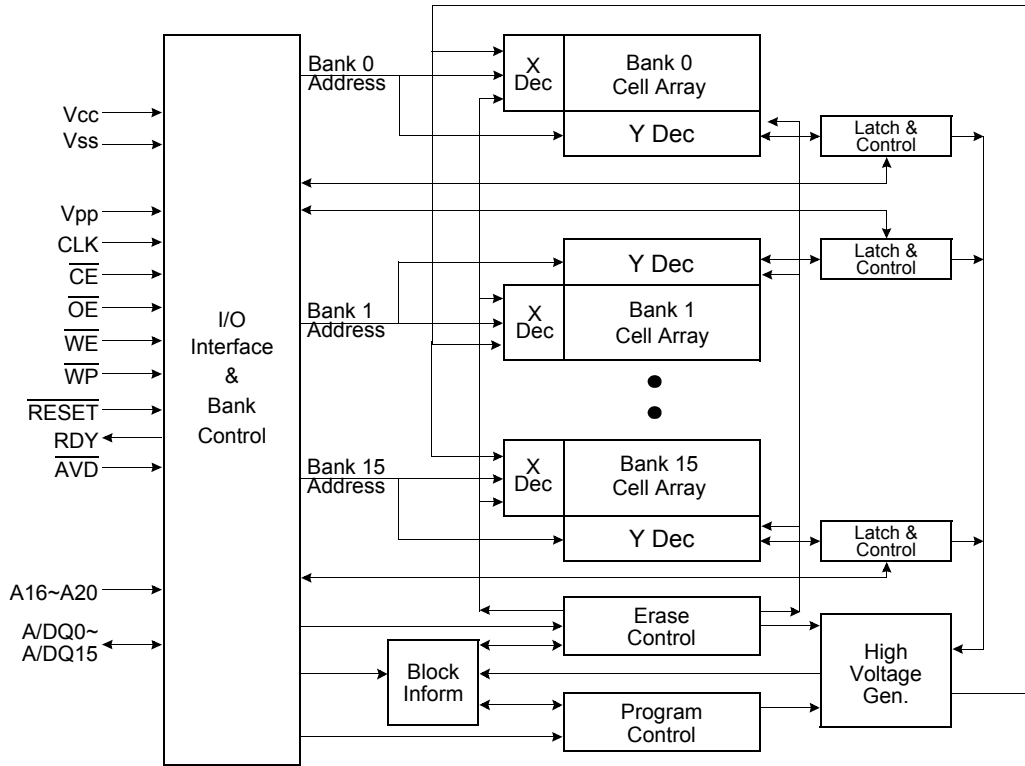 Vcc
Vss
Vpp
CLK
CE
OE
WE
WP
RESET
RDY
AVD
A16~A20
A/DQ0~
A/DQ15
I/O
Interface
&
Bank
Control
Bank 0
Address
X
Dec
Bank 0
Cell Array
Y Dec
Latch &
Control
Y Dec
Latch &
Control
Bank 1
Address
X
Dec
Bank 1
Cell Array
Bank 15
Address
X
Dec
Bank 15
Cell Array
Y Dec
Latch &
Control
Erase
Control
Block
Inform
High
Voltage
Gen.
Program
Control